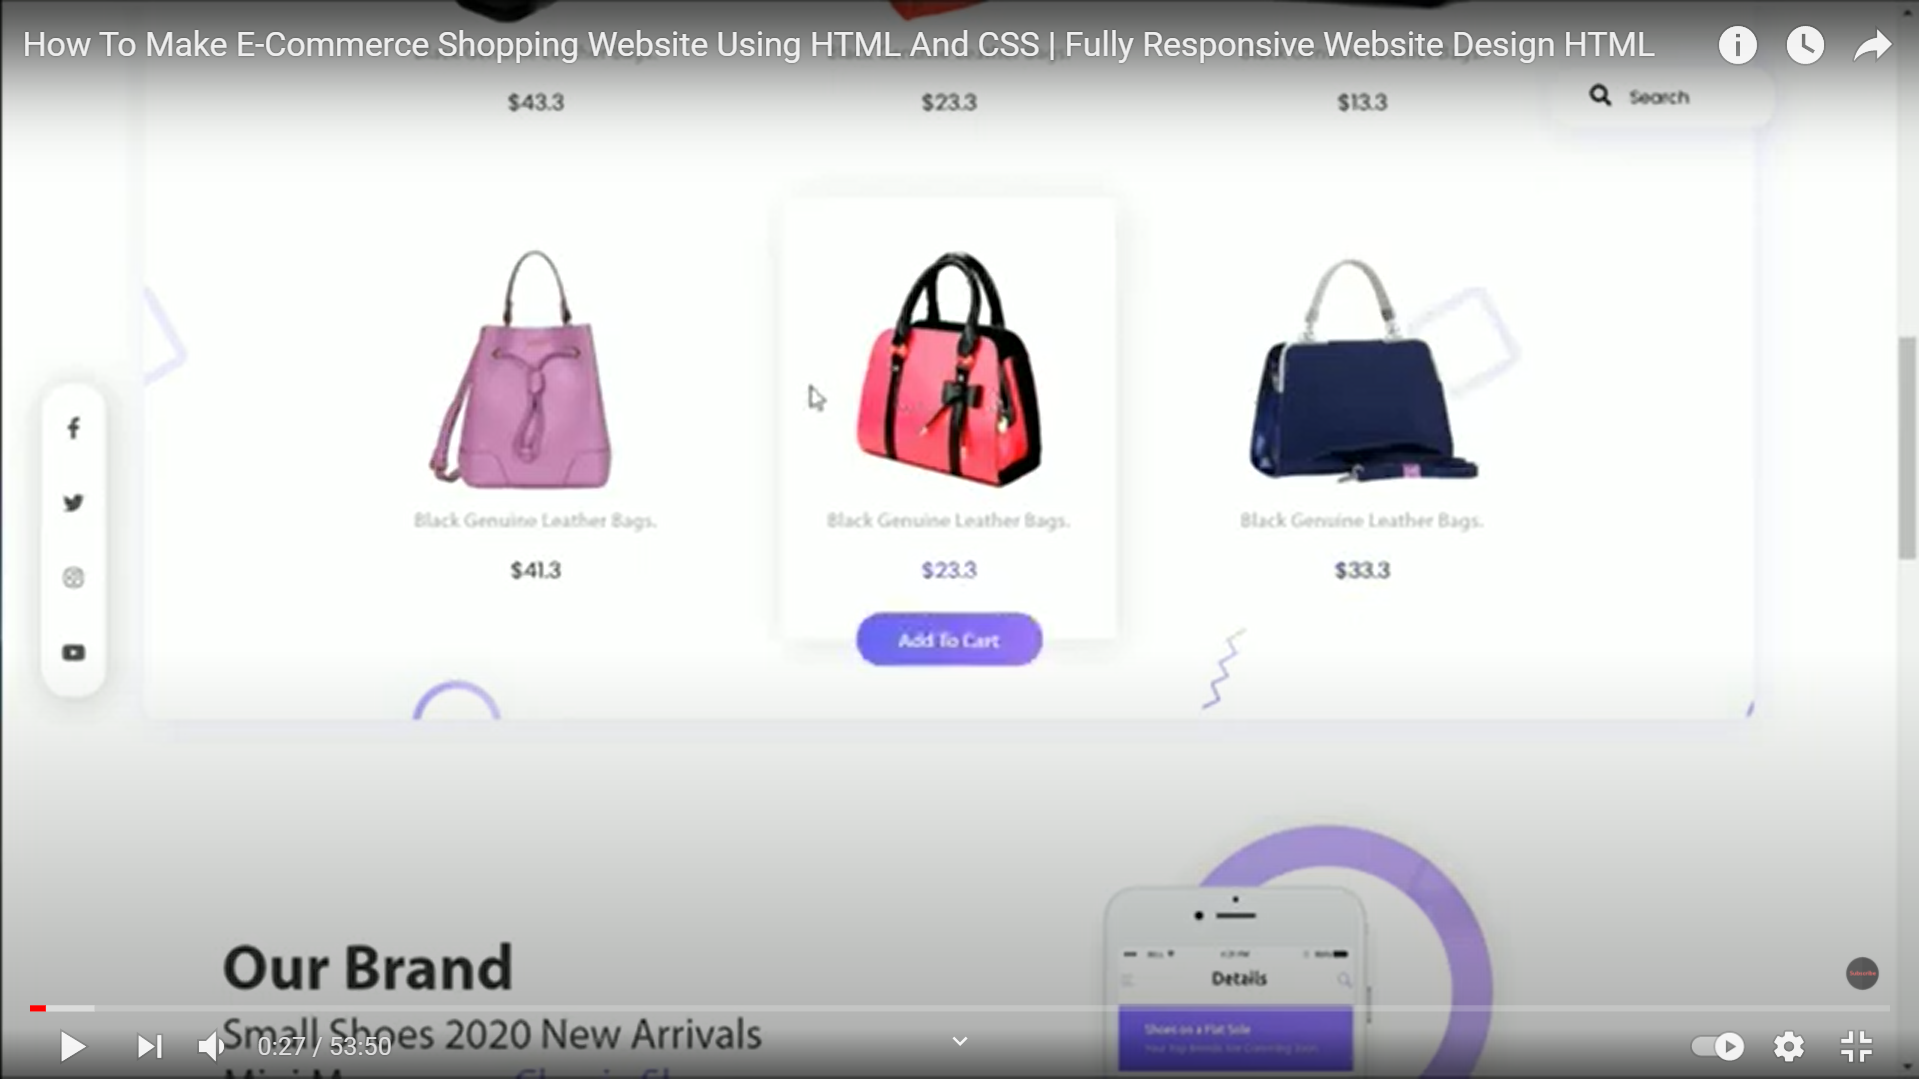 How To Make E-Commerce Shopping Website Using HTML And CSS | Fully Responsive Website Design HTML
$43.3
$23.3
$13.3
Search
Black Genuine Leather Bags.
Black Genuine Leather Bags.
Black Genuine Leather Bags.
$41.3
$23.3
$33.3
Add To Cart
Our Brand
Small Shoes 2020 New Arrivals
Details
Shoes on a Flat Sole
Subscribe
0:27 / 53:50